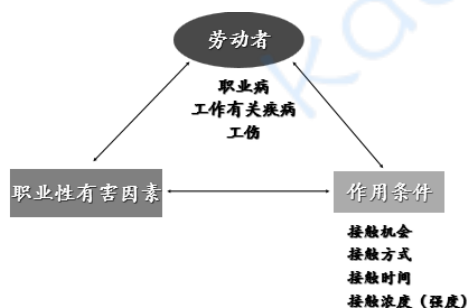 劳动者
职业病
工作有关疾病
工伤
职业性有害因素
作用条件
接触机会
接触方式
接触时间
接触浓度（强度）